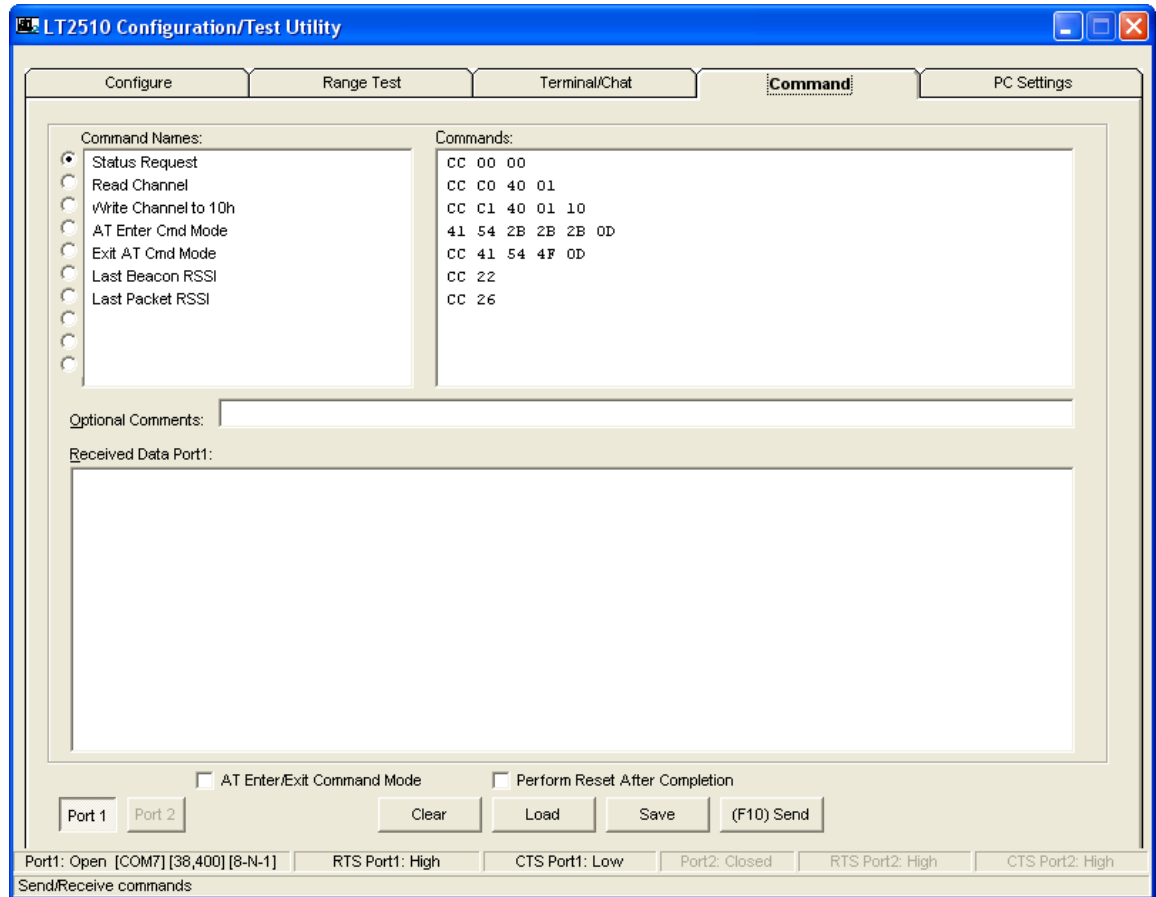 LT2510 Configuration/Test Utility
Configure Range Test Terminal/Chat Command PC Settings
Command Names: Commands:
Status Request CC 00 00
Read Channel CC C0 40 01
Write Channel to 10h CC C1 40 01 10
AT Enter Cmd Mode 41 54 2B 2B 2B 0D
Exit AT Cmd Mode CC 41 54 4F 0D
Last Beacon RSSI CC 22
Last Packet RSSI CC 26
Optional Comments:
Received Data Port1:
AT Enter/Exit Command Mode Perform Reset After Completion
Port 1 Port 2 Clear Load Save (F10) Send
Port1: Open [COM7] [38,400] [8-N-1] RTS Port1: High CTS Port1: Low Port2: Closed RTS Port2: High CTS Port2: High
Send/Receive commands